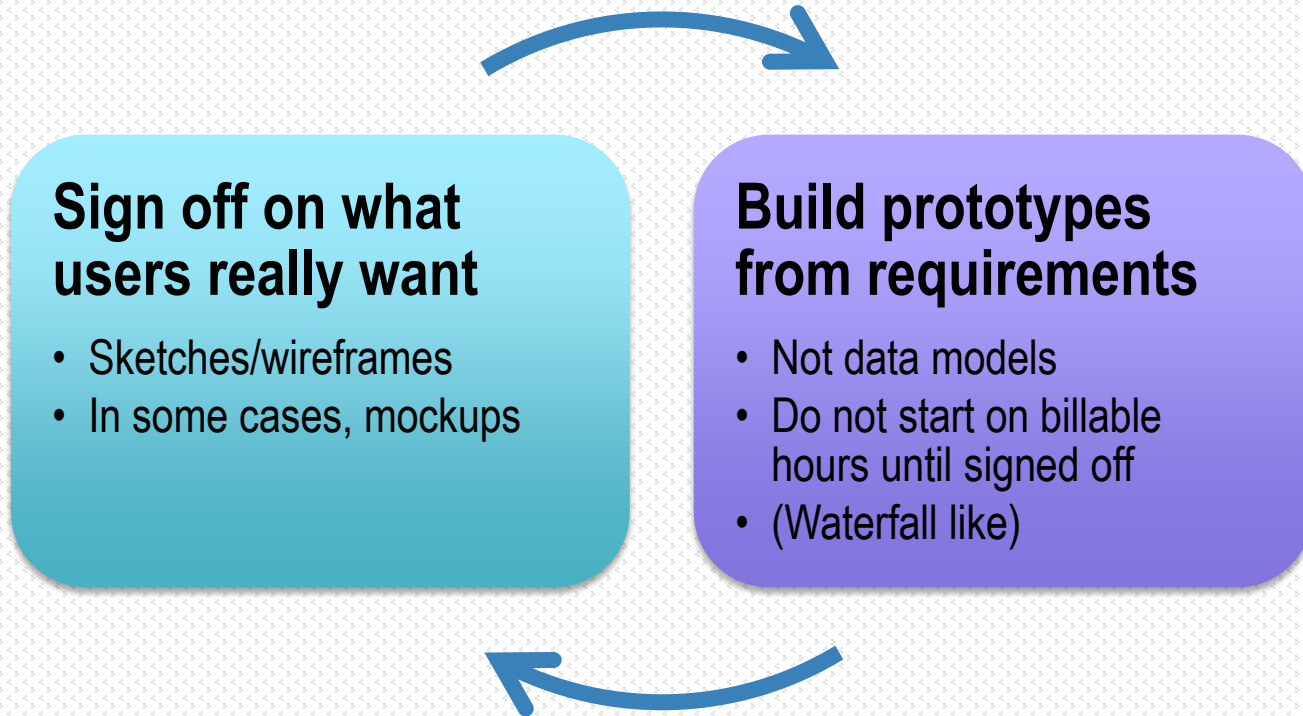 Sign off on what
users really want
• Sketches/wireframes
• In some cases, mockups
Build prototypes
from requirements
• Not data models
• Do not start on billable
hours until signed off
• (Waterfall like)